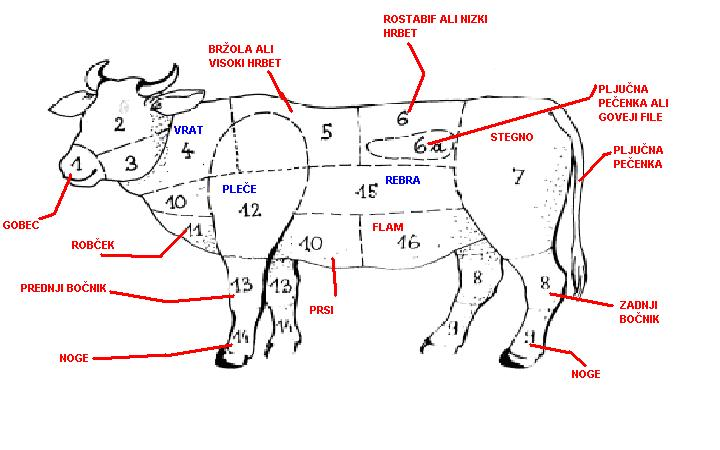 ROSTABIF ALI NIZKI
HRBET
BRŽOLA ALI
VISOKI HRBET
PLJUČNA
PEČENKA ALI
GOVEJI FILE
2
VRAT
4
5
6
6a
STEGNO
1
3
PLJUČNA
PEČENKA
7
PLEČE
15
REBRA
10
12
GOBEC
11
FLAM
ROBČEK
10
16
13
13
8
8
PREDNJI BOČNIK
PRSI
ZADNJI
BOČNIK
14
14
9
9
NOGE
NOGE